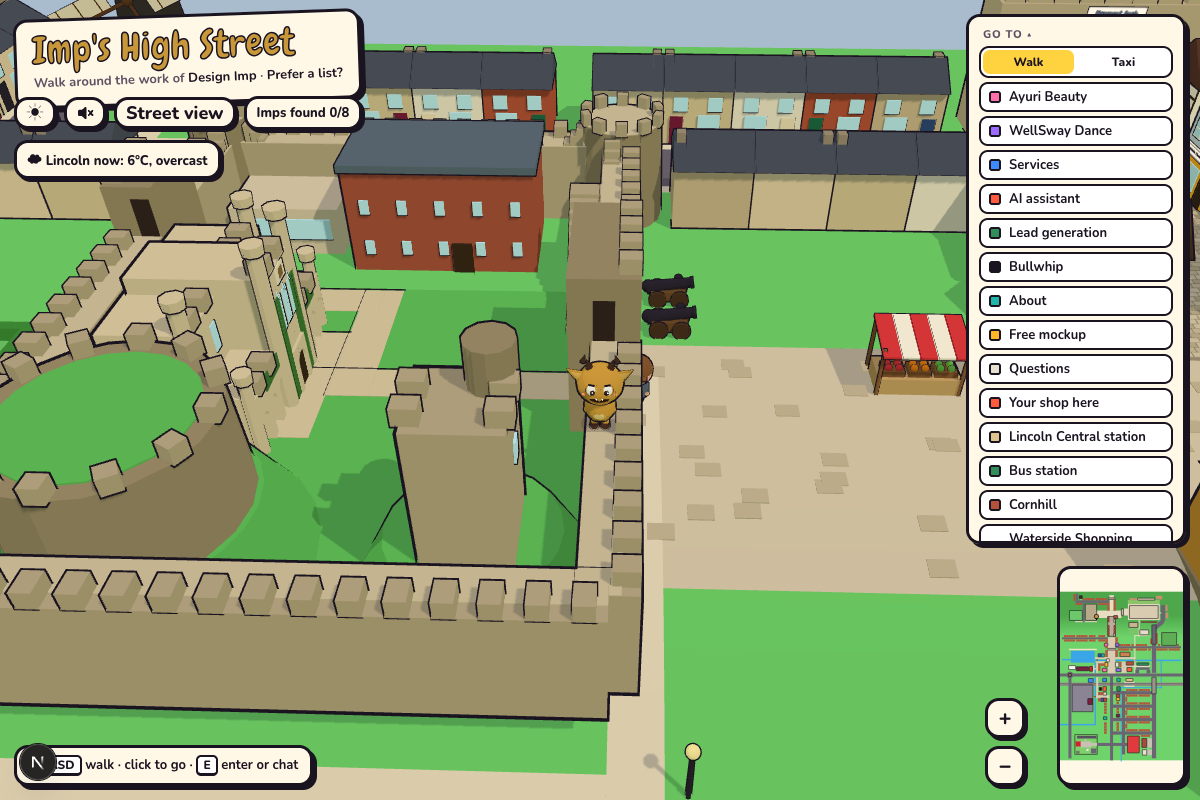 Imp's High Street
Walk around the work of Design Imp · Prefer a list?
Street view
Imps found 0/8
Lincoln now: 6°C, overcast
GO TO
Walk
Taxi
Ayuri Beauty
WellSway Dance
Services
AI assistant
Lead generation
Bullwhip
About
Free mockup
Questions
Your shop here
Lincoln Central station
Bus station
Cornhill
Waterside Shopping
+
−
N
SD walk · click to go · E enter or chat